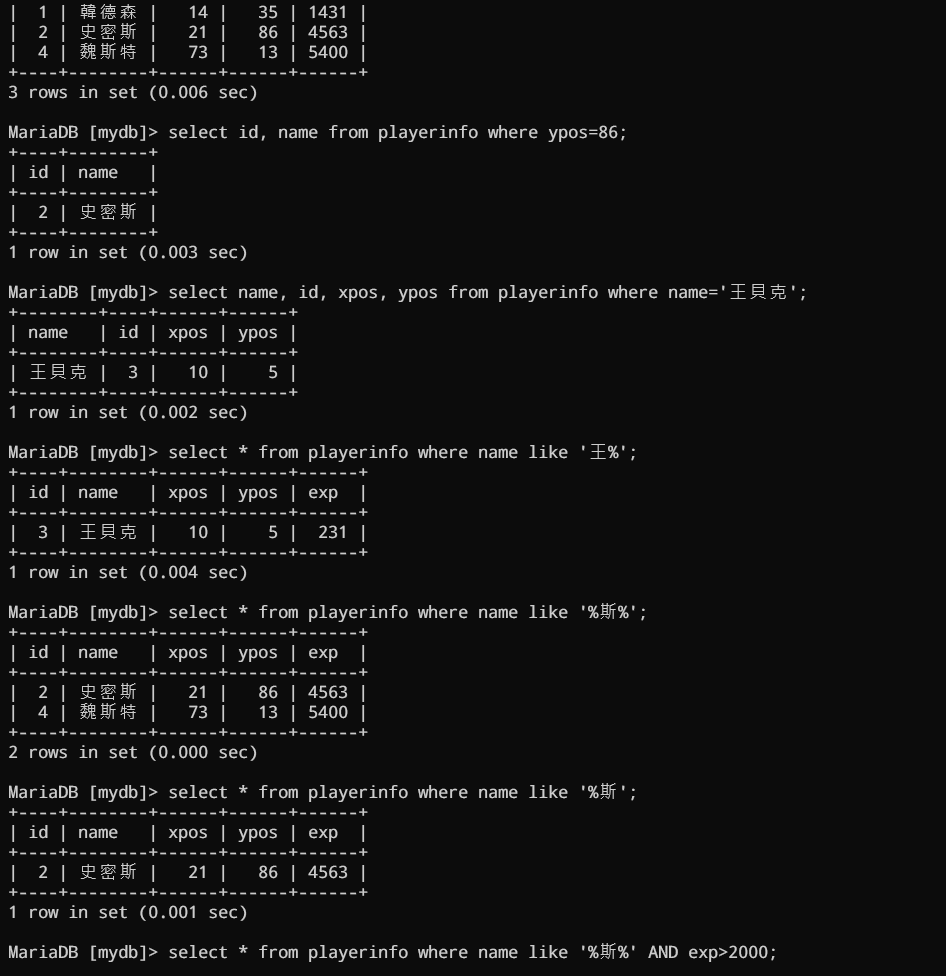 |  1 | 韓德森 |   14 |   35 | 1431 |
|  2 | 史密斯 |   21 |   86 | 4563 |
|  4 | 魏斯特 |   73 |   13 | 5400 |
+----+--------+------+------+------+
3 rows in set (0.006 sec)

MariaDB [mydb]> select id, name from playerinfo where ypos=86;
+----+--------+
| id | name   |
+----+--------+
|  2 | 史密斯 |
+----+--------+
1 row in set (0.003 sec)

MariaDB [mydb]> select name, id, xpos, ypos from playerinfo where name='王貝克';
+--------+----+------+------+
| name   | id | xpos | ypos |
+--------+----+------+------+
| 王貝克 |  3 |   10 |    5 |
+--------+----+------+------+
1 row in set (0.002 sec)

MariaDB [mydb]> select * from playerinfo where name like '王%';
+----+--------+------+------+------+
| id | name   | xpos | ypos | exp  |
+----+--------+------+------+------+
|  3 | 王貝克 |   10 |    5 |  231 |
+----+--------+------+------+------+
1 row in set (0.004 sec)

MariaDB [mydb]> select * from playerinfo where name like '%斯%';
+----+--------+------+------+------+
| id | name   | xpos | ypos | exp  |
+----+--------+------+------+------+
|  2 | 史密斯 |   21 |   86 | 4563 |
|  4 | 魏斯特 |   73 |   13 | 5400 |
+----+--------+------+------+------+
2 rows in set (0.000 sec)

MariaDB [mydb]> select * from playerinfo where name like '%斯';
+----+--------+------+------+------+
| id | name   | xpos | ypos | exp  |
+----+--------+------+------+------+
|  2 | 史密斯 |   21 |   86 | 4563 |
+----+--------+------+------+------+
1 row in set (0.001 sec)

MariaDB [mydb]> select * from playerinfo where name like '%斯%' AND exp>2000;